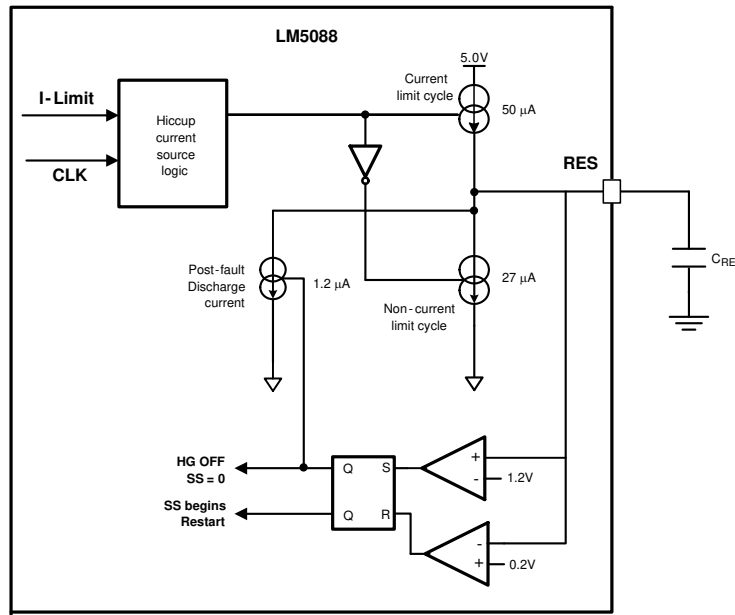 LM5088
5.0V
I-Limit
CLK
Hiccup
current
source
logic
Current
limit cycle
50 µA
RES
CRE
Post-fault
Discharge
current
1.2 µA
27 µA
Non-current
limit cycle
HG OFF
SS = 0
Q S
+
-
1.2V
SS begins
Restart
Q R
-
+
0.2V